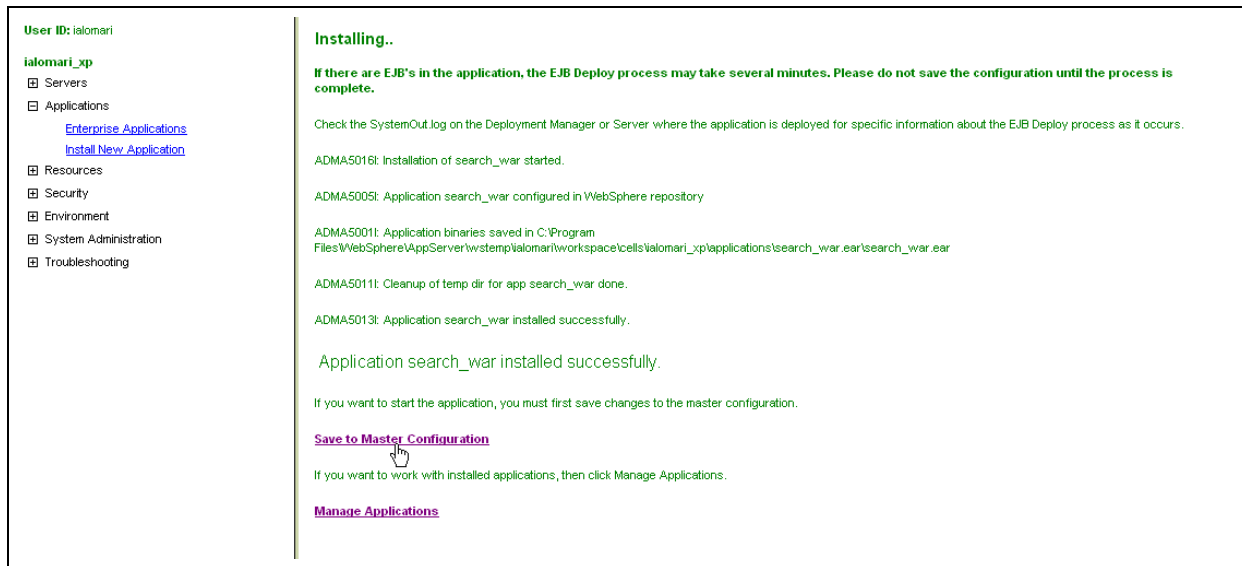 User ID: ialomari
ialomari_xp
Servers
Applications
Enterprise Applications
Install New Application
Resources
Security
Environment
System Administration
Troubleshooting
Installing..
If there are EJB's in the application, the EJB Deploy process may take several minutes. Please do not save the configuration until the process is
complete.
Check the SystemOut.log on the Deployment Manager or Server where the application is deployed for specific information about the EJB Deploy process as it occurs.
ADMA5016I: Installation of search_war started.
ADMA5005I: Application search_war configured in WebSphere repository
ADMA5001I: Application binaries saved in C:\Program
Files\WebSphere\AppServer\wstemp\ialomari\workspace\cells\ialomari_xp\applications\search_war.ear\search_war.ear
ADMA5011I: Cleanup of temp dir for app search_war done.
ADMA5013I: Application search_war installed successfully.
Application search_war installed successfully.
If you want to start the application, you must first save changes to the master configuration.
Save to Master Configuration
If you want to work with installed applications, then click Manage Applications.
Manage Applications